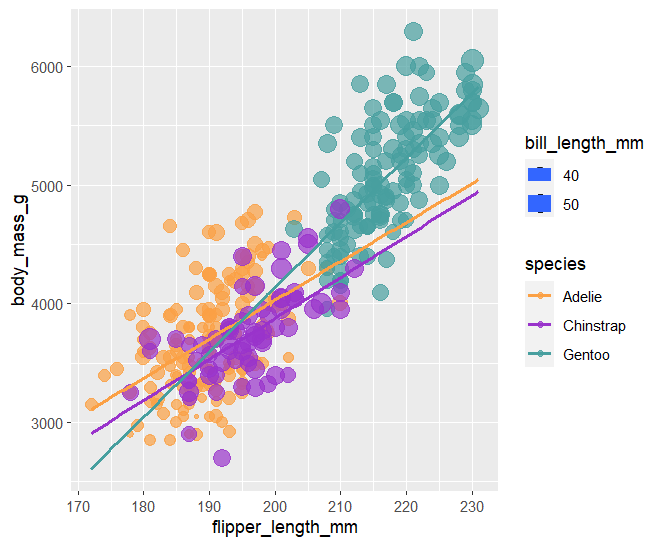 6000
5000
4000
3000
body_mass_g
170 180 190 200 210 220 230
flipper_length_mm
bill_length_mm
40
50
species
Adelie
Chinstrap
Gentoo